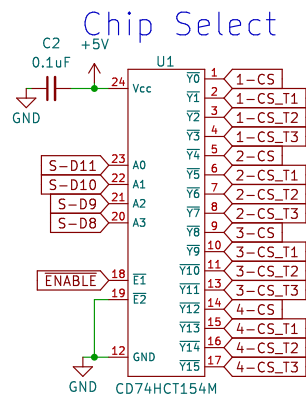 Chip Select
C2
0.1uF
+5V
GND
U1
24 Vcc
Y0 1 1-CS
Y1 2 1-CS_T1
Y2 3 1-CS_T2
Y3 4 1-CS_T3
Y4 5 2-CS
S-D11 23 A0
Y5 6 2-CS_T1
S-D10 22 A1
Y6 7 2-CS_T2
S-D9 21 A2
Y7 8 2-CS_T3
S-D8 20 A3
Y8 9 3-CS
Y9 10 3-CS_T1
Y10 11 3-CS_T2
ENABLE 18 E1
Y11 13 3-CS_T3
19 E2
Y12 14 4-CS
Y13 15 4-CS_T1
Y14 16 4-CS_T2
12 GND
Y15 17 4-CS_T3
GND
CD74HCT154M